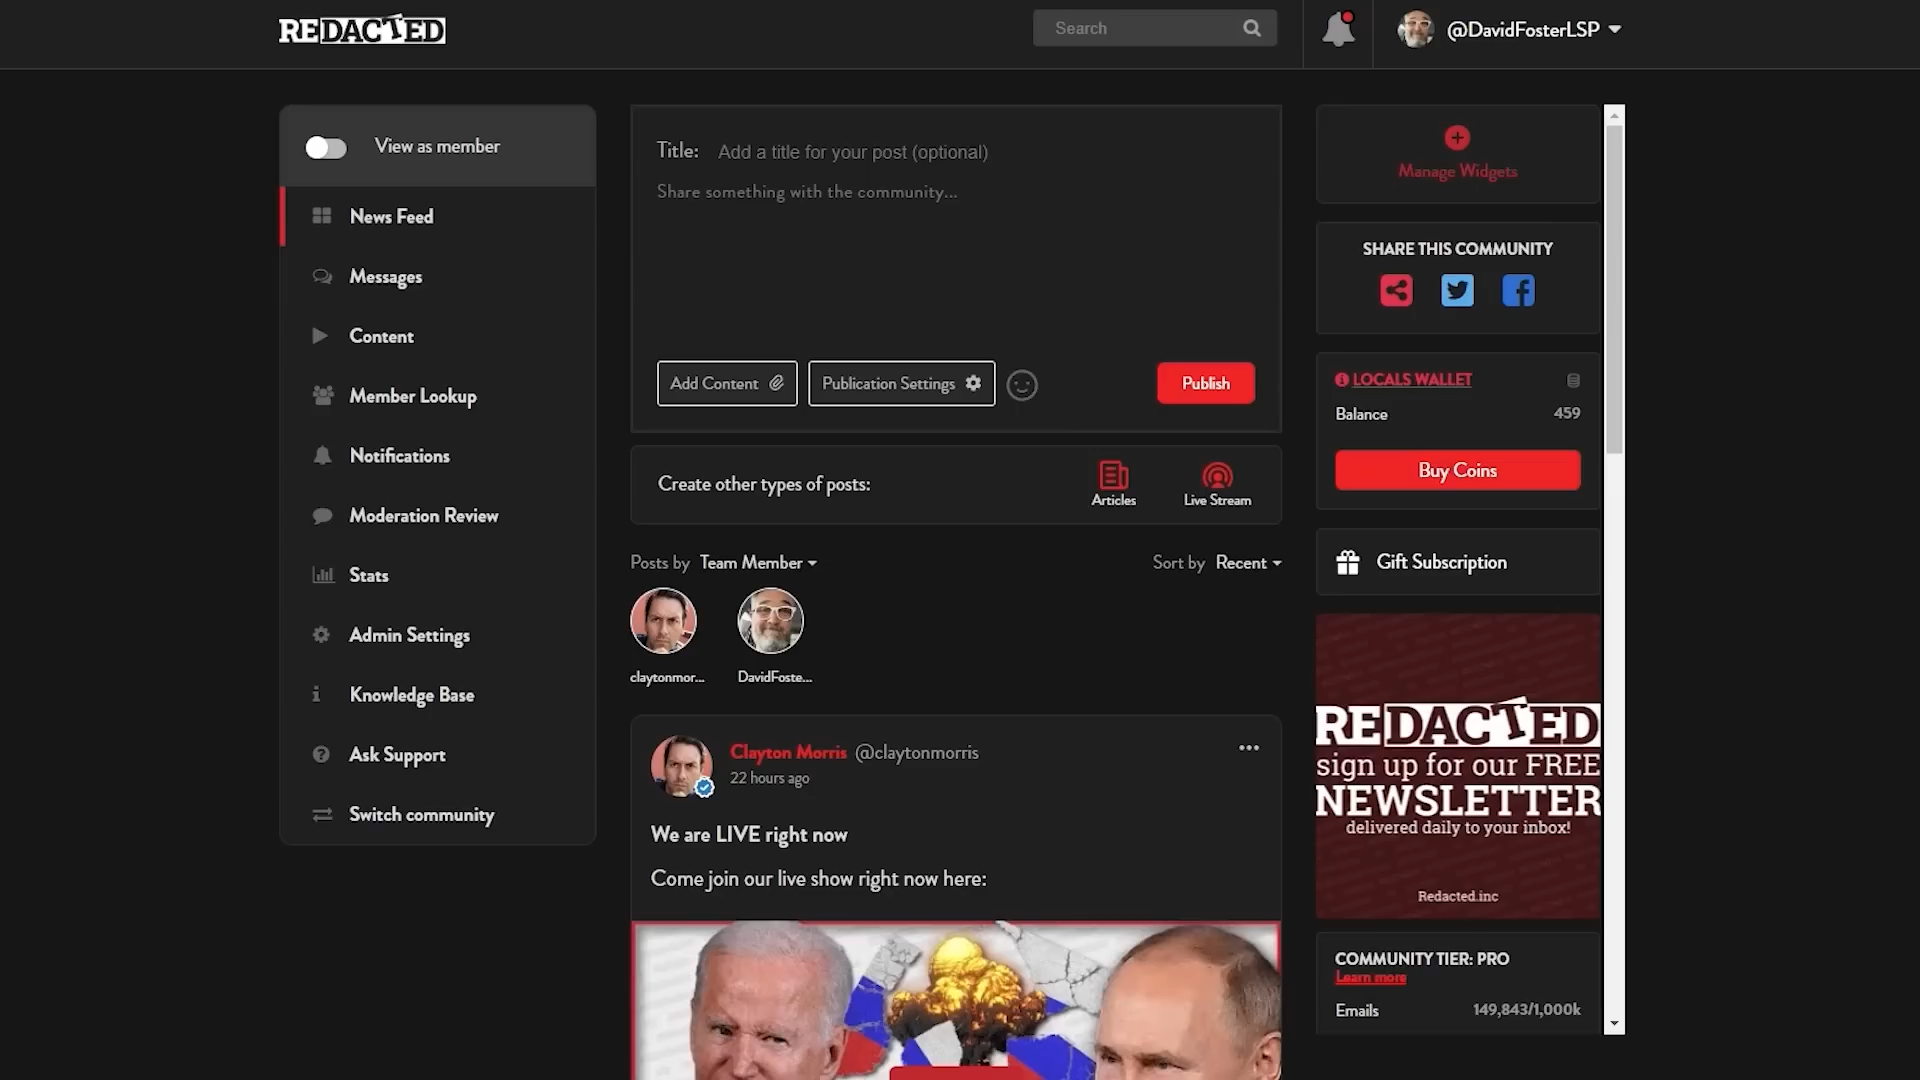 REDACTED
Search
@DavidFosterLSP
View as member
News Feed
Messages
Content
Member Lookup
Notifications
Moderation Review
Stats
Admin Settings
Knowledge Base
Ask Support
Switch community
Title: Add a title for your post (optional)
Share something with the community...
Add Content
Publication Settings
Publish
Create other types of posts:
Articles
Live Stream
Posts by Team Member
Sort by Recent
claytonmor...
DavidFoste...
Clayton Morris @claytonmorris
22 hours ago
We are LIVE right now
Come join our live show right now here:
Manage Widgets
SHARE THIS COMMUNITY
LOCALS WALLET
Balance 459
Buy Coins
Gift Subscription
REDACTED
sign up for our FREE
NEWSLETTER
delivered daily to your inbox!
Redacted.inc
COMMUNITY TIER: PRO
Learn more
Emails 149,843/1,000k